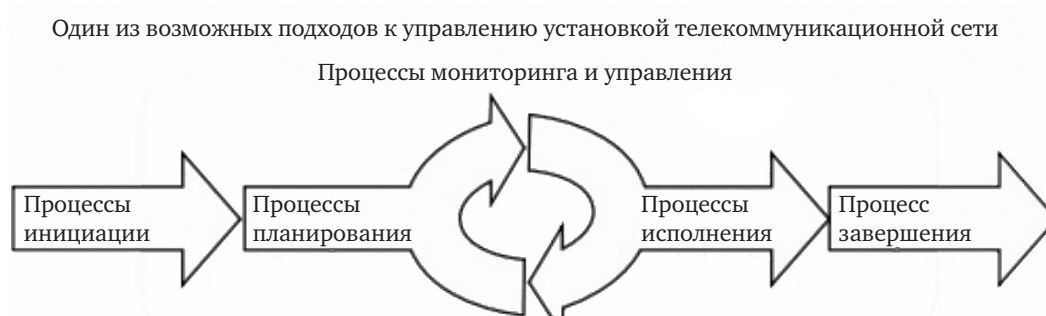 Один из возможных подходов к управлению установкой телекоммуникационной сети
Процессы мониторинга и управления
Процессы
инициации
Процессы
планирования
Процессы
исполнения
Процесс
завершения